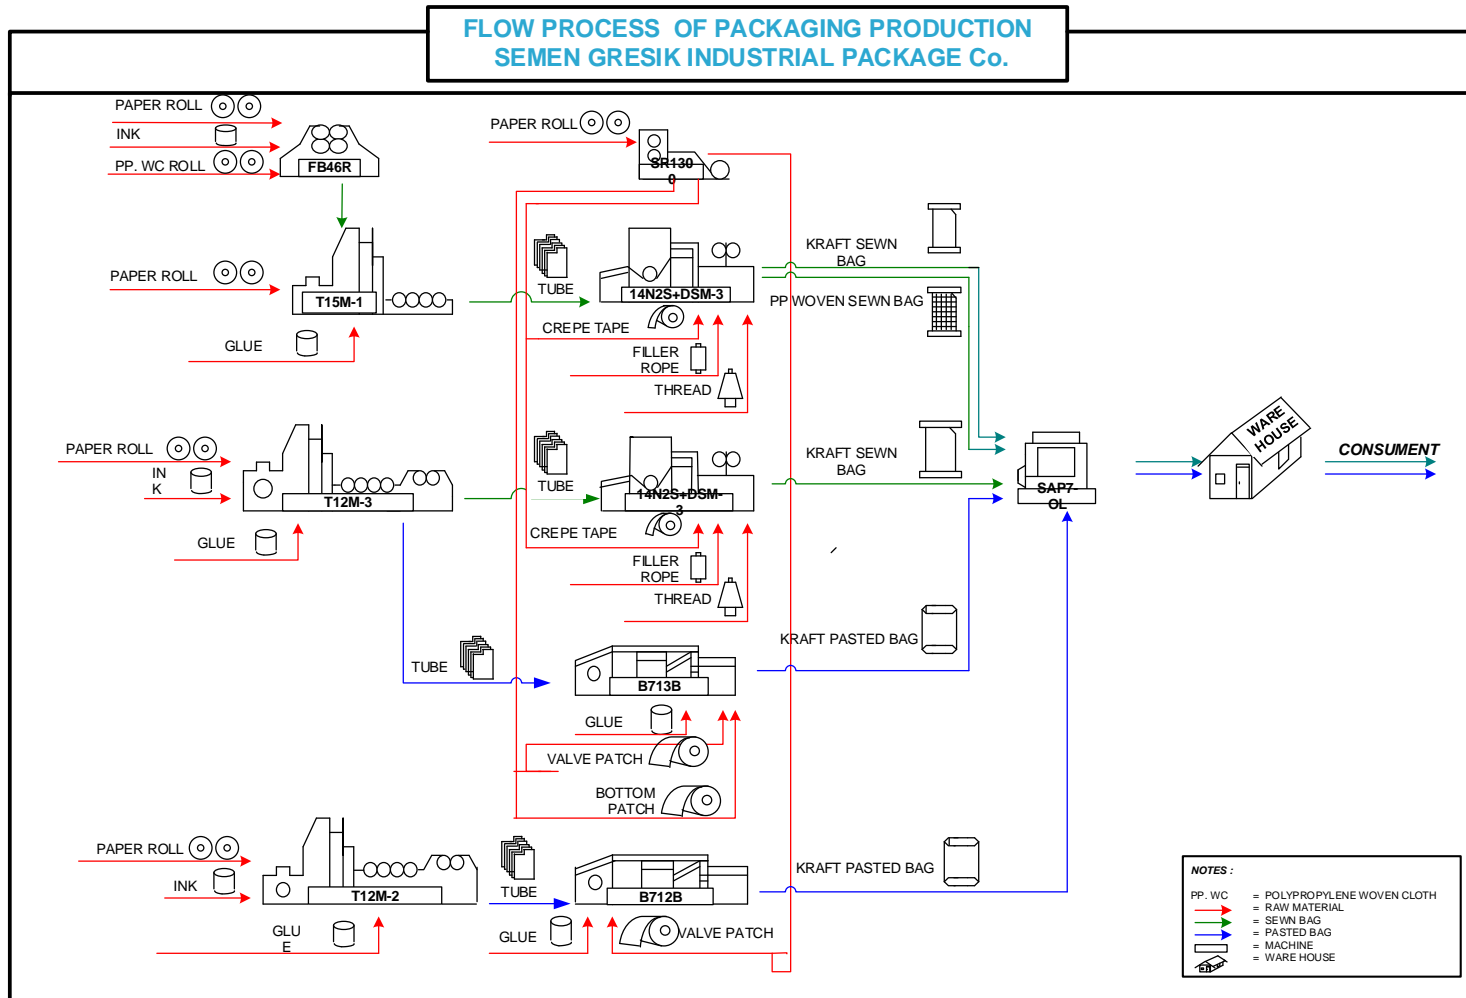 FLOW PROCESS OF PACKAGING PRODUCTION
SEMEN GRESIK INDUSTRIAL PACKAGE Co.
PAPER ROLL
INK
PP. WC ROLL
FB46R
PAPER ROLL
SR130
0
PAPER ROLL
T15M-1
GLUE
TUBE
14N2S+DSM-3
CREPE TAPE
FILLER
ROPE
THREAD
KRAFT SEWN
BAG
PP WOVEN SEWN BAG
PAPER ROLL
IN
K
T12M-3
GLUE
TUBE
14N2S+DSM-
3
CREPE TAPE
FILLER
ROPE
THREAD
KRAFT SEWN
BAG
SAP7-
OL
WARE
HOUSE
CONSUMENT
TUBE
B713B
GLUE
VALVE PATCH
BOTTOM
PATCH
KRAFT PASTED BAG
PAPER ROLL
INK
T12M-2
GLU
E
TUBE
B712B
GLUE
VALVE PATCH
KRAFT PASTED BAG
NOTES :
PP. WC = POLYPROPYLENE WOVEN CLOTH
= RAW MATERIAL
= SEWN BAG
= PASTED BAG
= MACHINE
= WARE HOUSE